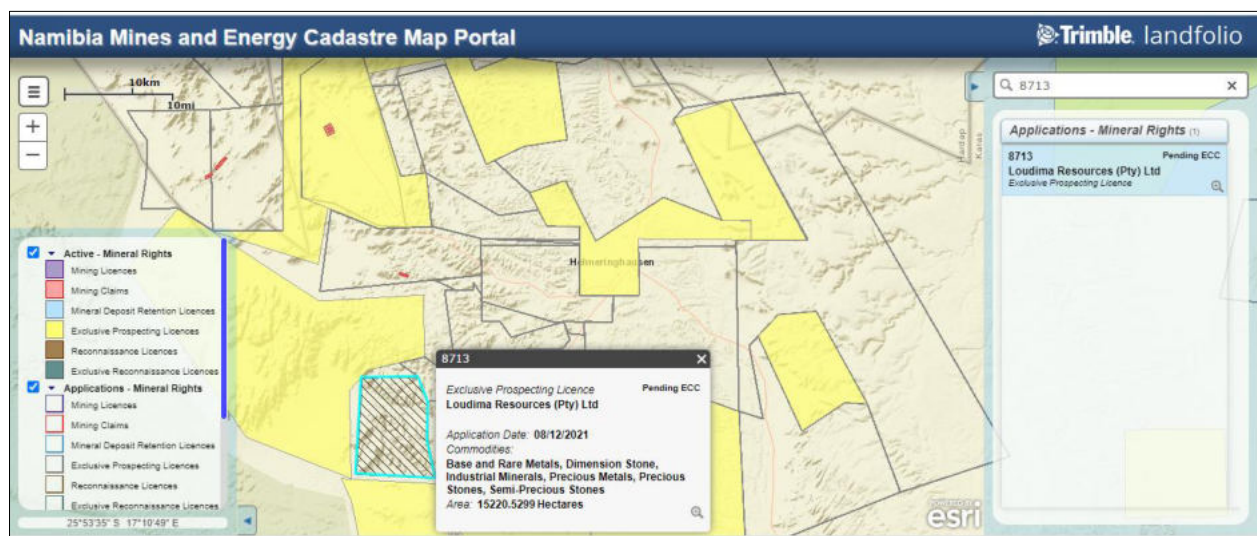 Namibia Mines and Energy Cadastre Map Portal
Trimble. landfolio
10km
10mi
8713
Applications - Mineral Rights (1)
8713
Pending ECC
Loudima Resources (Pty) Ltd
Exclusive Prospecting Licence
Hardap
Karas
Helmeringhausen
Active - Mineral Rights
Mining Licences
Mining Claims
Mineral Deposit Retention Licences
Exclusive Prospecting Licences
Reconnaissance Licences
Exclusive Reconnaissance Licences
Applications - Mineral Rights
Mining Licences
Mining Claims
Mineral Deposit Retention Licences
Exclusive Prospecting Licences
Reconnaissance Licences
Exclusive Reconnaissance Licences
25°53'35" S 17°10'49" E
8713
Exclusive Prospecting Licence
Pending ECC
Loudima Resources (Pty) Ltd
Application Date: 08/12/2021
Commodities:
Base and Rare Metals, Dimension Stone,
Industrial Minerals, Precious Metals, Precious
Stones, Semi-Precious Stones
Area: 15220.5299 Hectares
esri